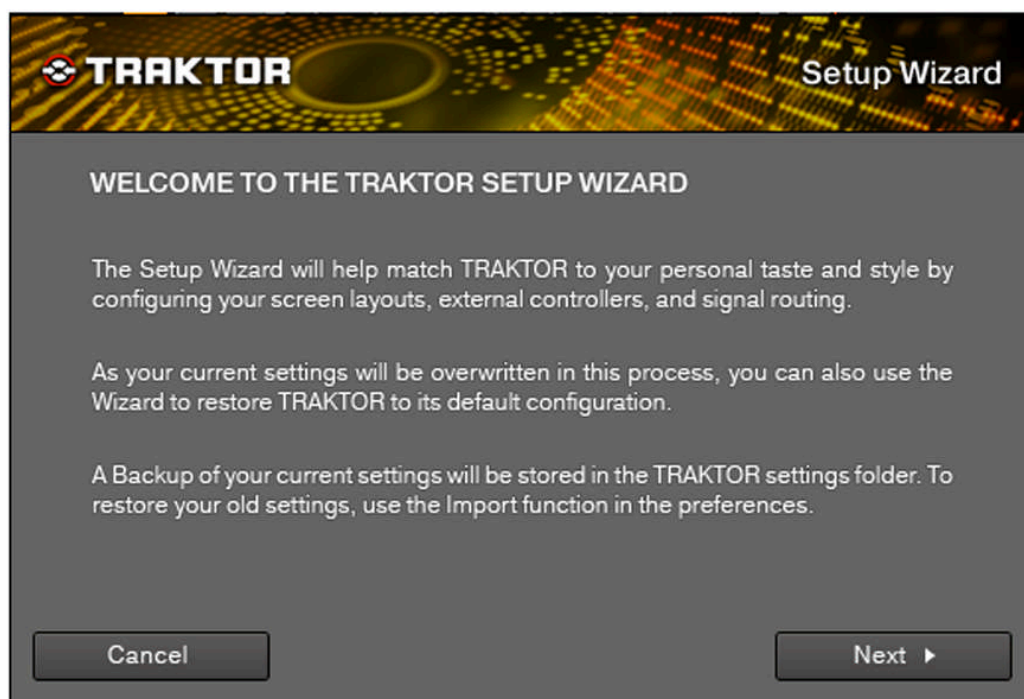 TRAKTOR
Setup Wizard
WELCOME TO THE TRAKTOR SETUP WIZARD
The Setup Wizard will help match TRAKTOR to your personal taste and style by
configuring your screen layouts, external controllers, and signal routing.
As your current settings will be overwritten in this process, you can also use the
Wizard to restore TRAKTOR to its default configuration.
A Backup of your current settings will be stored in the TRAKTOR settings folder. To
restore your old settings, use the Import function in the preferences.
Cancel
Next